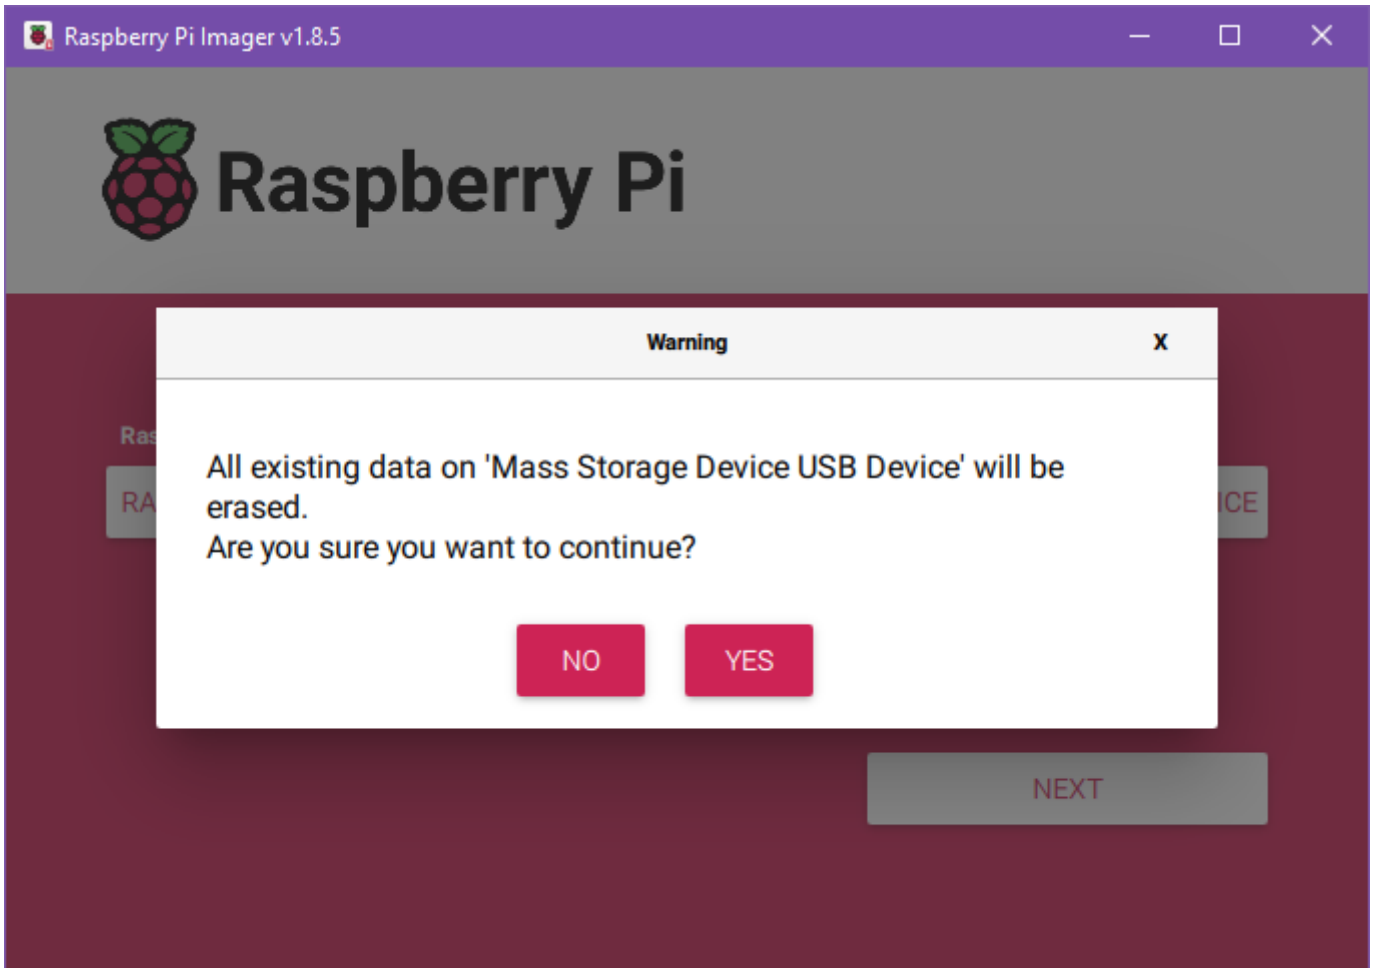 Raspberry Pi Imager v1.8.5
Raspberry Pi
Warning
X
All existing data on 'Mass Storage Device USB Device' will be
erased.
Are you sure you want to continue?
NO
YES
NEXT